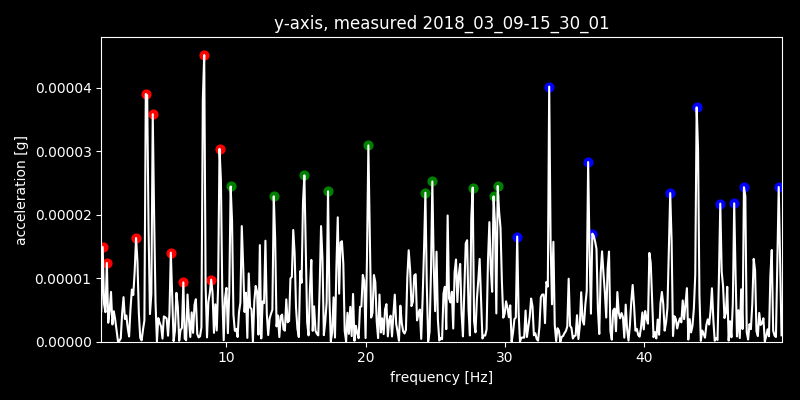 y-axis, measured 2018_03_09-15_30_01
acceleration [g]
0.00004
0.00003
0.00002
0.00001
0.00000
10 20 30 40
frequency [Hz]